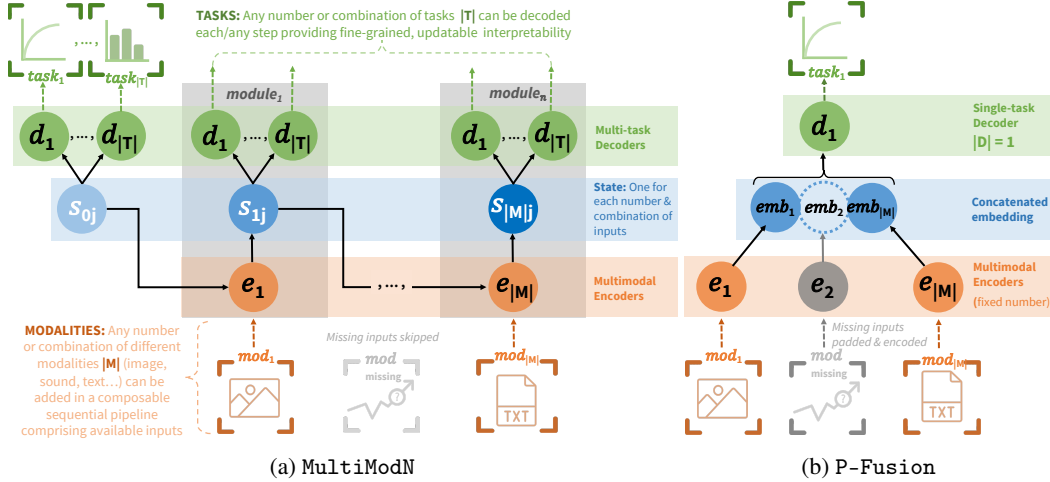 TASKS: Any number or combination of tasks |T| can be decoded
each/any step providing fine-grained, updatable interpretability
task1
, ... ,
task|T|
module1
modulen
d1
, ... ,
d|T|
d1
, ... ,
d|T|
d1
, ... ,
d|T|
Multi-task
Decoders
S0j
S1j
S|M|j
State: One for
each number &
combination of
inputs
e1
, ... ,
e|M|
Multimodal
Encoders
MODALITIES: Any number
or combination of different
modalities |M| (image,
sound, text...) can be
added in a composable
sequential pipeline
comprising available inputs
mod1
Missing inputs skipped
mod
missing
?
mod|M|
TXT
(a) MultiModN
task1
d1
Single-task
Decoder
|D| = 1
emb1
emb2
emb|M|
Concatenated
embedding
e1
e2
e|M|
Multimodal
Encoders
(fixed number)
Missing inputs
padded & encoded
mod1
mod
missing
?
mod|M|
TXT
(b) P-Fusion